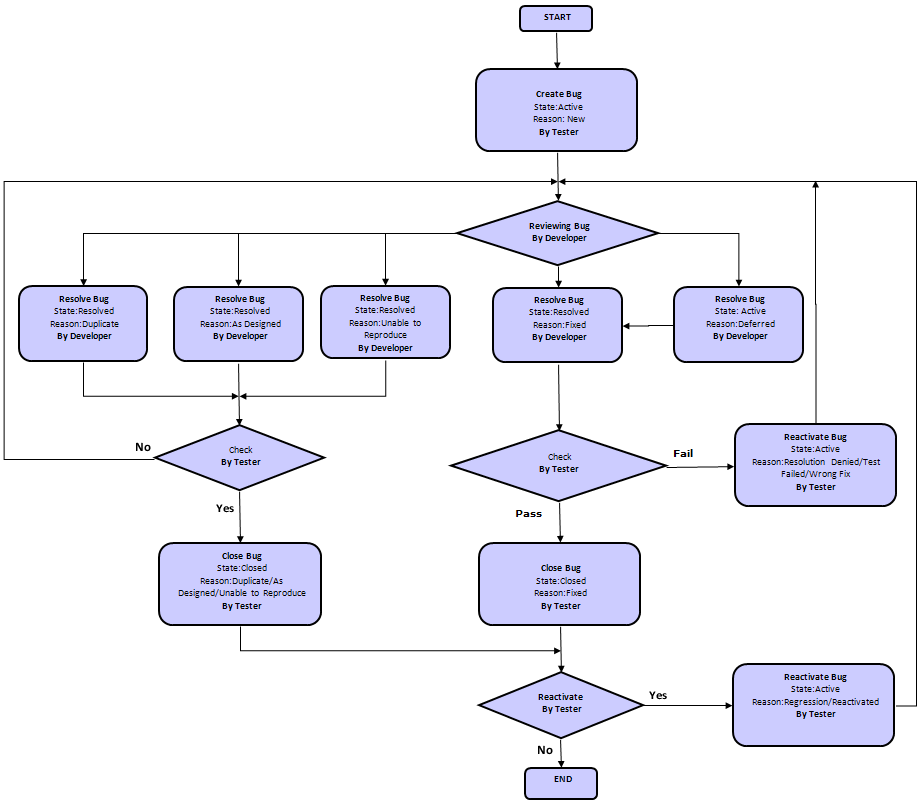 START
Create Bug
State:Active
Reason: New
By Tester
Reviewing Bug
By Developer
Resolve Bug
State:Resolved
Reason:Duplicate
By Developer
Resolve Bug
State:Resolved
Reason:As Designed
By Developer
Resolve Bug
State:Resolved
Reason:Unable to
Reproduce
By Developer
Resolve Bug
State:Resolved
Reason:Fixed
By Developer
Resolve Bug
State: Active
Reason:Deferred
By Developer
No
Check
By Tester
Yes
Check
By Tester
Fail
Pass
Reactivate Bug
State:Active
Reason:Resolution Denied/Test
Failed/Wrong Fix
By Tester
Close Bug
State:Closed
Reason:Duplicate/As
Designed/Unable to Reproduce
By Tester
Close Bug
State:Closed
Reason:Fixed
By Tester
Reactivate
By Tester
Yes
No
Reactivate Bug
State:Active
Reason:Regression/Reactivated
By Tester
END